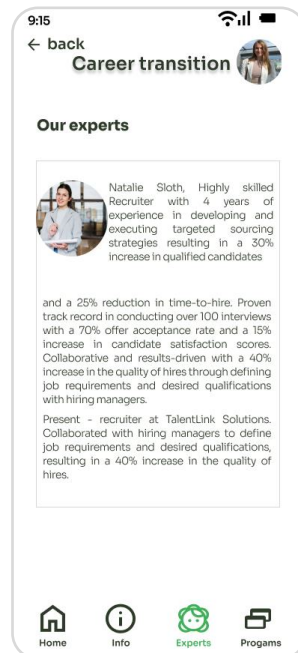 9:15
← back
Career transition
Our experts
Natalie Sloth, Highly skilled
Recruiter with 4 years of
experience in developing and
executing targeted sourcing
strategies resulting in a 30%
increase in qualified candidates
and a 25% reduction in time-to-hire. Proven
track record in conducting over 100 interviews
with a 70% offer acceptance rate and a 15%
increase in candidate satisfaction scores.
Collaborative and results-driven with a 40%
increase in the quality of hires through defining
job requirements and desired qualifications
with hiring managers.
Present - recruiter at TalentLink Solutions.
Collaborated with hiring managers to define
job requirements and desired qualifications,
resulting in a 40% increase in the quality of
hires.
Home Info Experts Progams